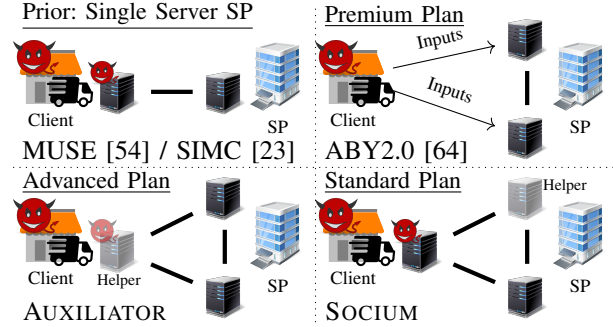 Prior: Single Server SP
Client
SP
MUSE [54] / SIMC [23]
Premium Plan
Inputs
Inputs
Client
SP
ABY2.0 [64]
Advanced Plan
Client
Helper
SP
AUXILIATOR
Standard Plan
Helper
Client
SP
SOCIUM